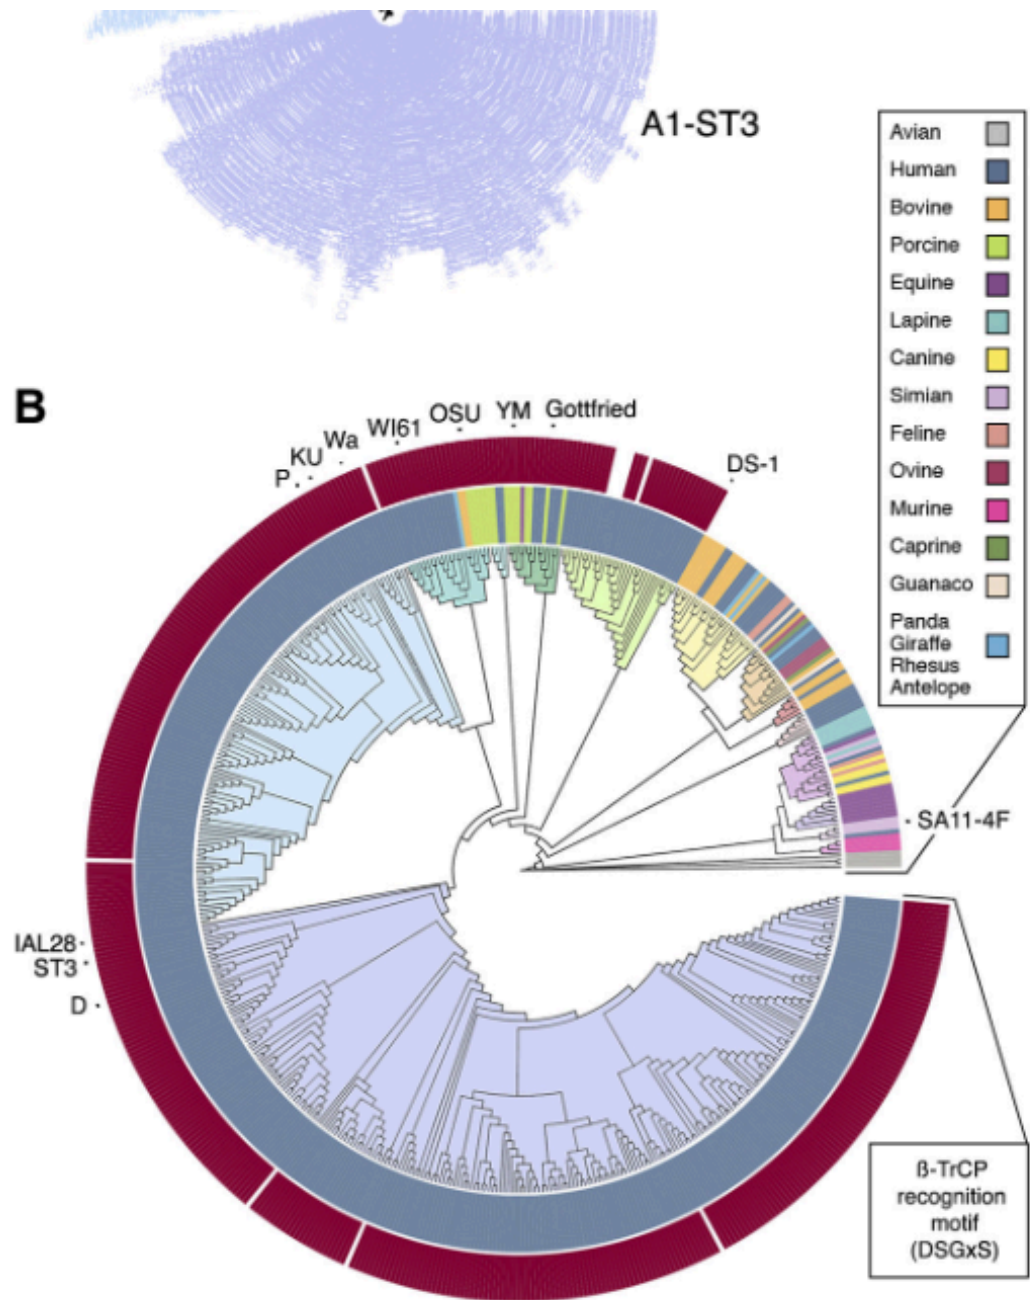 A1-ST3
Avian
Human
Bovine
Porcine
Equine
Lapine
Canine
Simian
Feline
Ovine
Murine
Caprine
Guanaco
Panda
Giraffe
Rhesus
Antelope
B
OSU
YM
Gottfried
WI61
Wa
KU
P
DS-1
SA11-4F
IAL28
ST3
D
ß-TrCP
recognition
motif
(DSGxS)